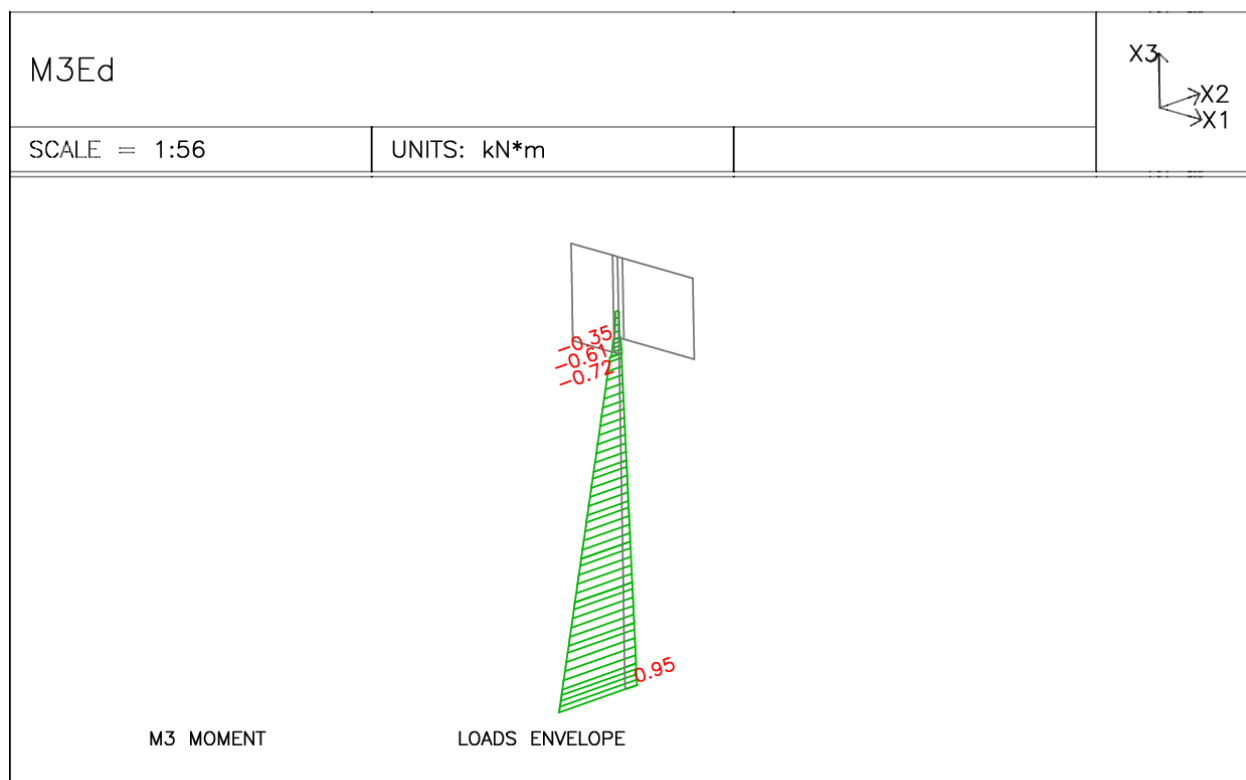 M3Ed
X3
X2
X1
SCALE = 1:56
UNITS: kN*m
-0.35
-0.61
-0.72
0.95
M3 MOMENT
LOADS ENVELOPE